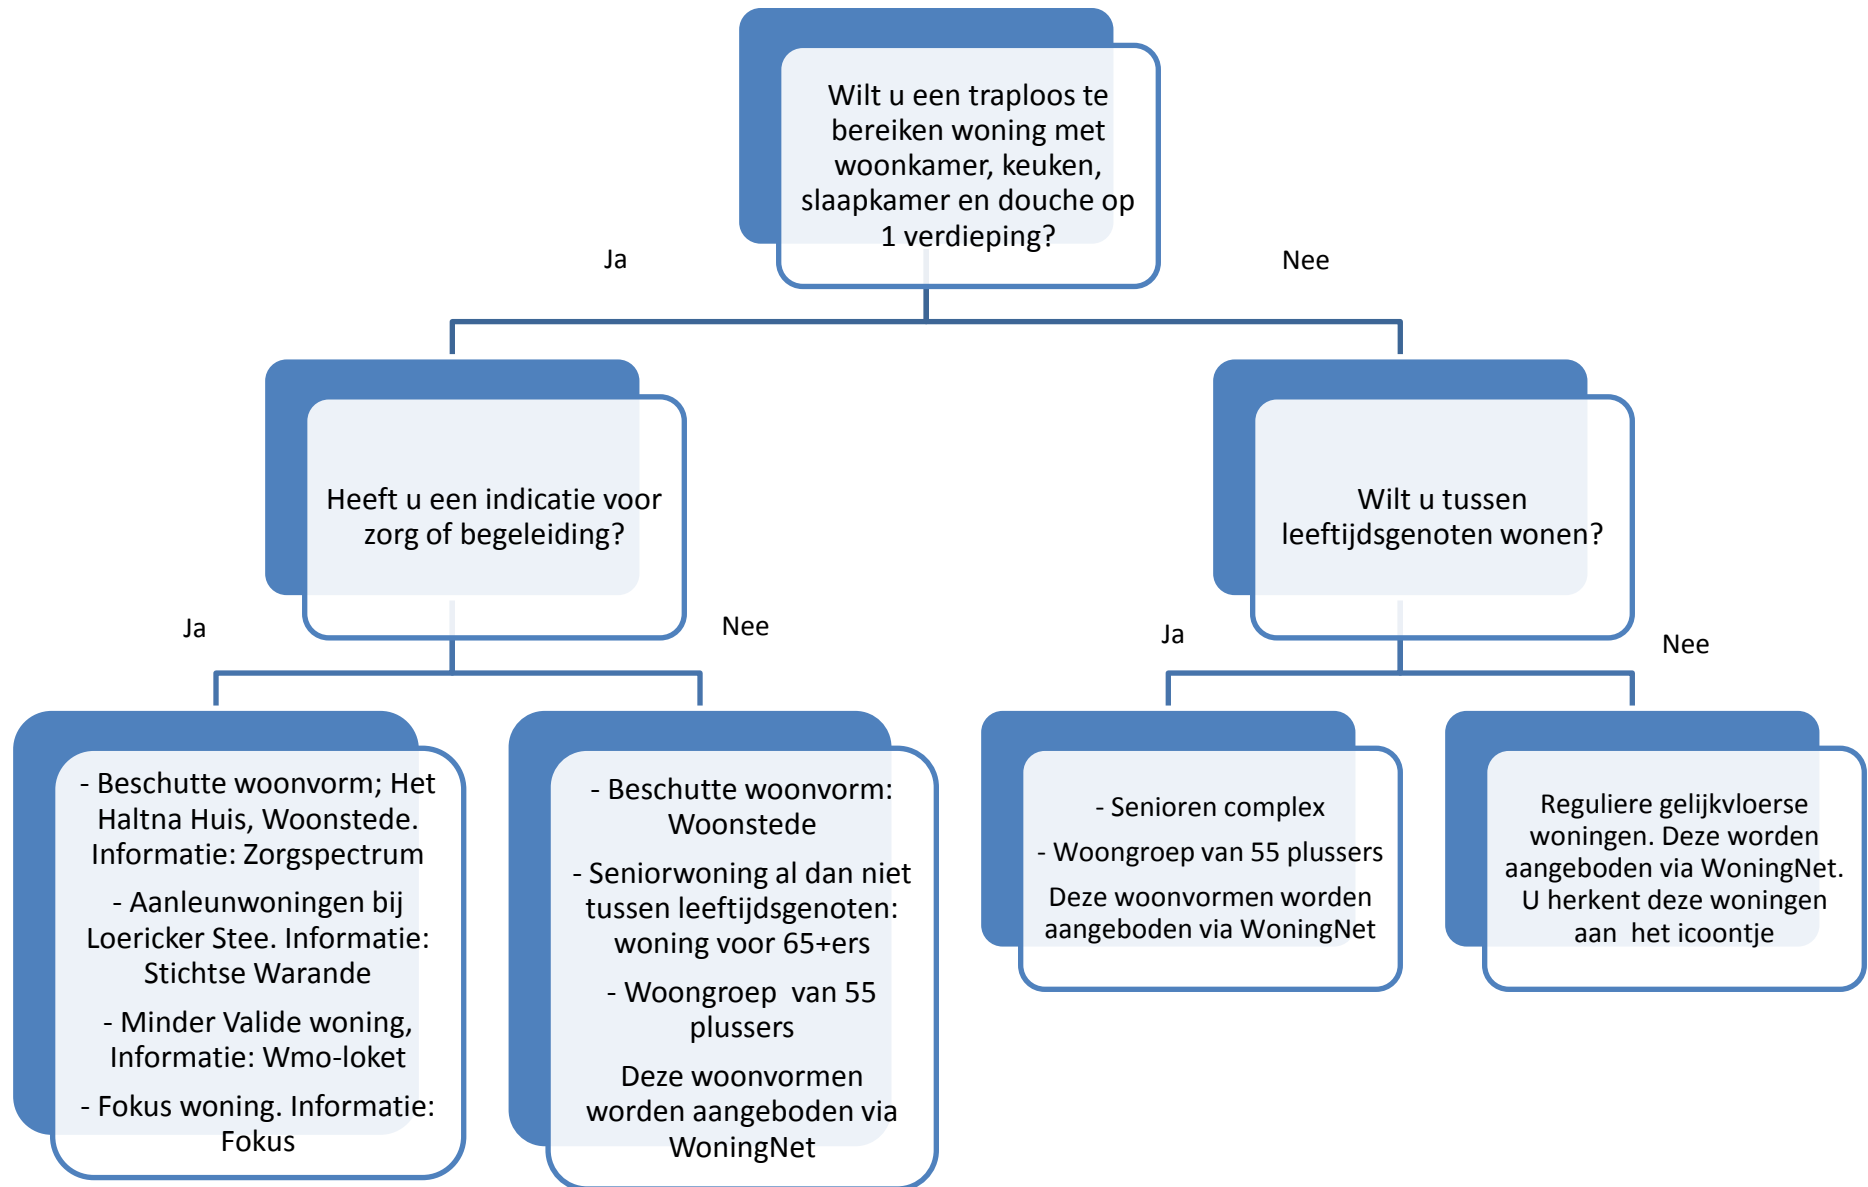 Wilt u een traploos te
bereiken woning met
woonkamer, keuken,
slaapkamer en douche op
1 verdieping?
Ja
Nee
Heeft u een indicatie voor
zorg of begeleiding?
Wilt u tussen
leeftijdsgenoten wonen?
Ja
Nee
Ja
Nee
- Beschutte woonvorm; Het
Haltna Huis, Woonstede.
Informatie: Zorgspectrum
- Aanleunwoningen bij
Loericker Stee. Informatie:
Stichtse Warande
- Minder Valide woning,
Informatie: Wmo-loket
- Fokus woning. Informatie:
Fokus
- Beschutte woonvorm:
Woonstede
- Seniorwoning al dan niet
tussen leeftijdsgenoten:
woning voor 65+ers
- Woongroep  van 55
plussers
Deze woonvormen
worden aangeboden via
WoningNet
- Senioren complex
- Woongroep van 55 plussers
Deze woonvormen worden
aangeboden via WoningNet
Reguliere gelijkvloerse
woningen. Deze worden
aangeboden via WoningNet.
U herkent deze woningen
aan  het icoontje